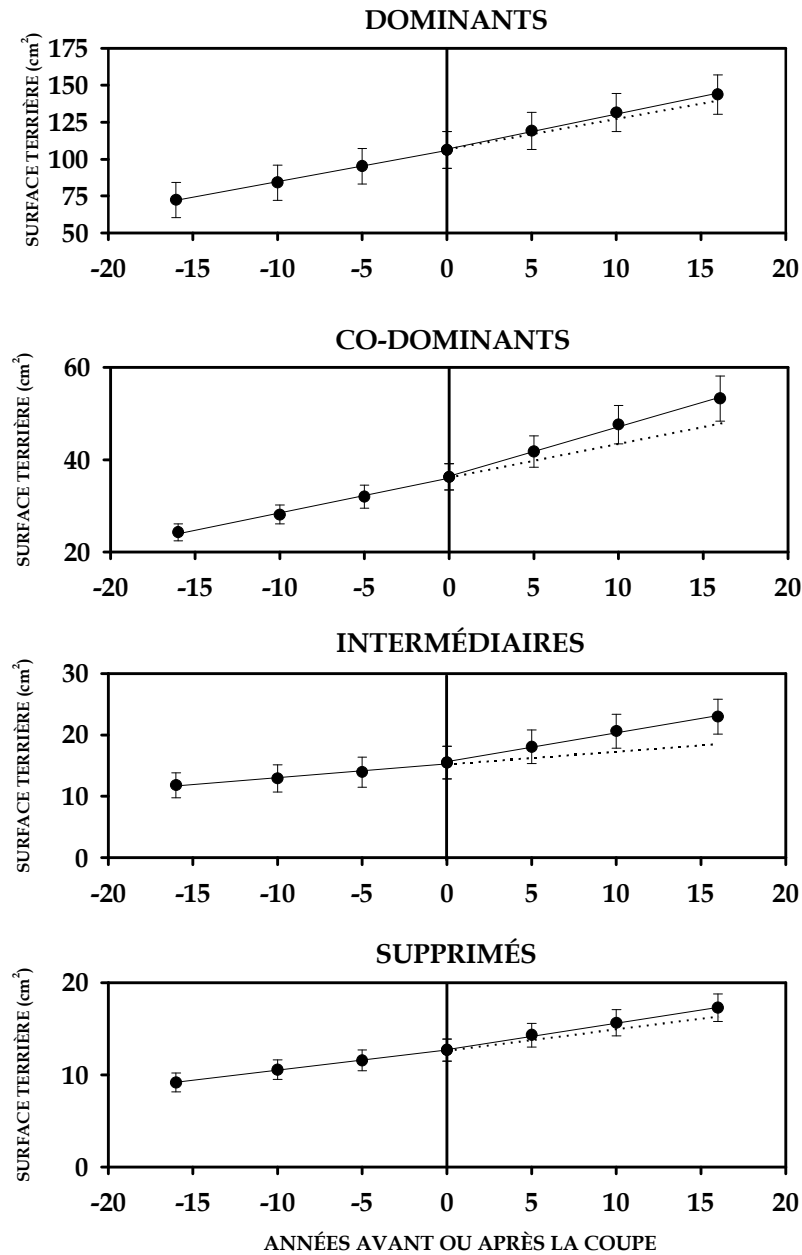 DOMINANTS
SURFACE TERRIÈRE (cm²)
175
150
125
100
75
50
-20 -15 -10 -5 0 5 10 15 20
CO-DOMINANTS
SURFACE TERRIÈRE (cm²)
60
40
20
-20 -15 -10 -5 0 5 10 15 20
INTERMÉDIAIRES
SURFACE TERRIÈRE (cm²)
30
20
10
0
-20 -15 -10 -5 0 5 10 15 20
SUPPRIMÉS
SURFACE TERRIÈRE (cm²)
20
10
0
-20 -15 -10 -5 0 5 10 15 20
ANNÉES AVANT OU APRÈS LA COUPE